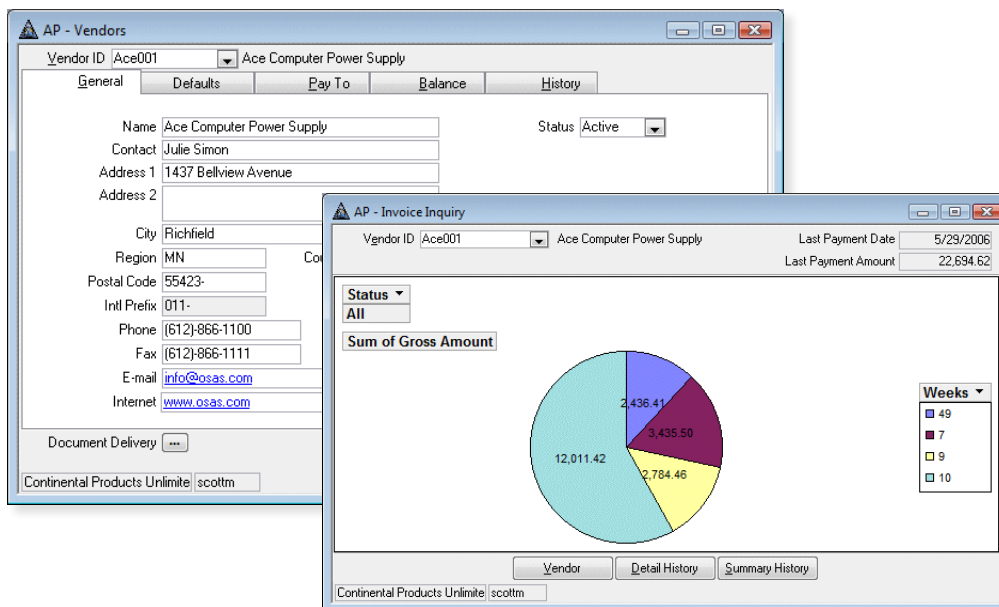 AP - Vendors
Vendor ID Ace001 Ace Computer Power Supply
General Defaults Pay To Balance History
Name Ace Computer Power Supply Status Active
Contact Julie Simon
Address 1 1437 Bellview Avenue
Address 2
City Richfield
Region MN
Postal Code 55423-
Intl Prefix 011-
Phone (612)-866-1100
Fax (612)-866-1111
E-mail info@osas.com
Internet www.osas.com
Document Delivery ...
Continental Products Unlimite scottm
AP - Invoice Inquiry
Vendor ID Ace001 Ace Computer Power Supply Last Payment Date 5/29/2006
Last Payment Amount 22,694.62
Status
All
Sum of Gross Amount
2,436.41
3,435.50
12,011.42
2,784.46
Weeks
49
7
9
10
Vendor Detail History Summary History
Continental Products Unlimite scottm